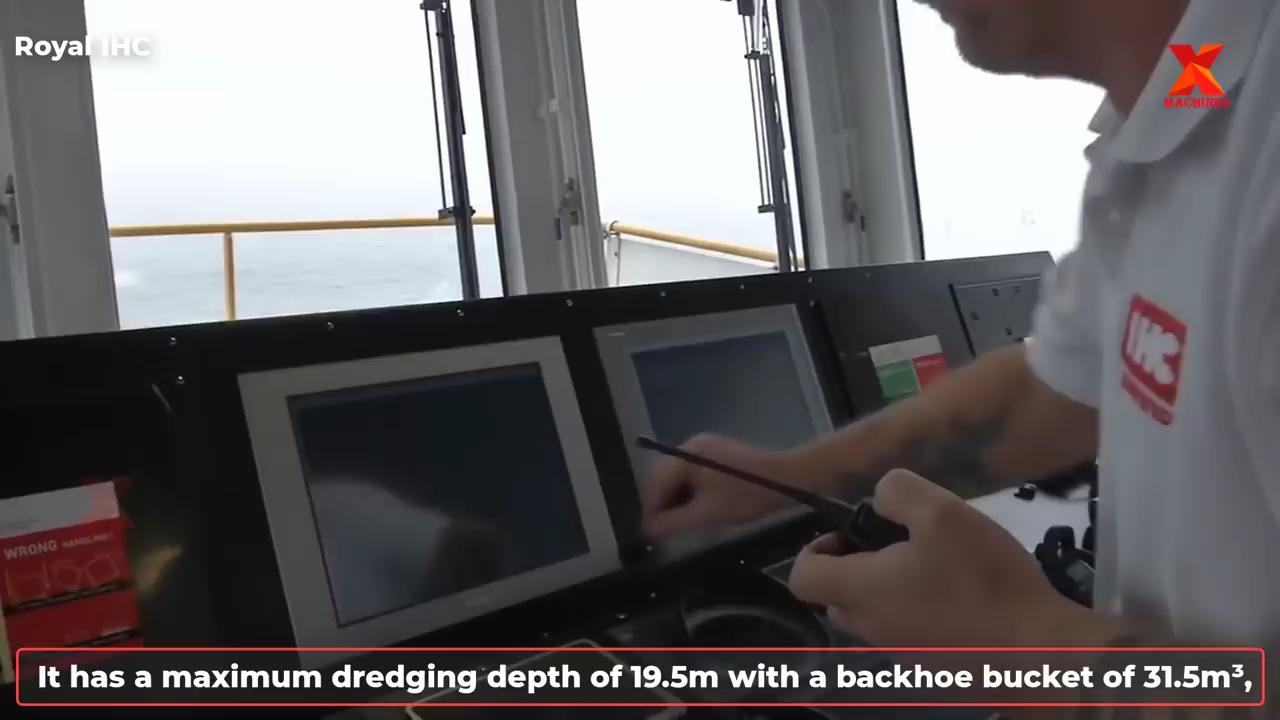 Royal IHC
X
MACHINES
IHC
WRONG HANDLING!
It has a maximum dredging depth of 19.5m with a backhoe bucket of 31.5m³,